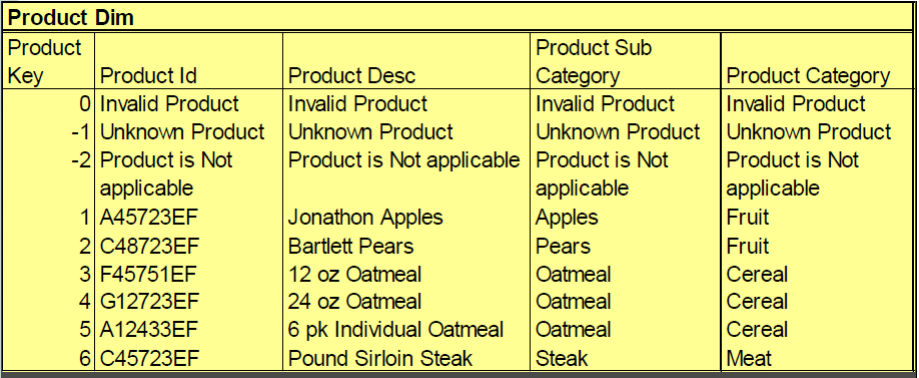 Product Dim
Product Product Sub
Key Product Id Product Desc Category Product Category
0 Invalid Product Invalid Product Invalid Product Invalid Product
-1 Unknown Product Unknown Product Unknown Product Unknown Product
-2 Product is Not Product is Not applicable Product is Not Product is Not
applicable applicable applicable
1 A45723EF Jonathon Apples Apples Fruit
2 C48723EF Bartlett Pears Pears Fruit
3 F45751EF 12 oz Oatmeal Oatmeal Cereal
4 G12723EF 24 oz Oatmeal Oatmeal Cereal
5 A12433EF 6 pk Individual Oatmeal Oatmeal Cereal
6 C45723EF Pound Sirloin Steak Steak Meat